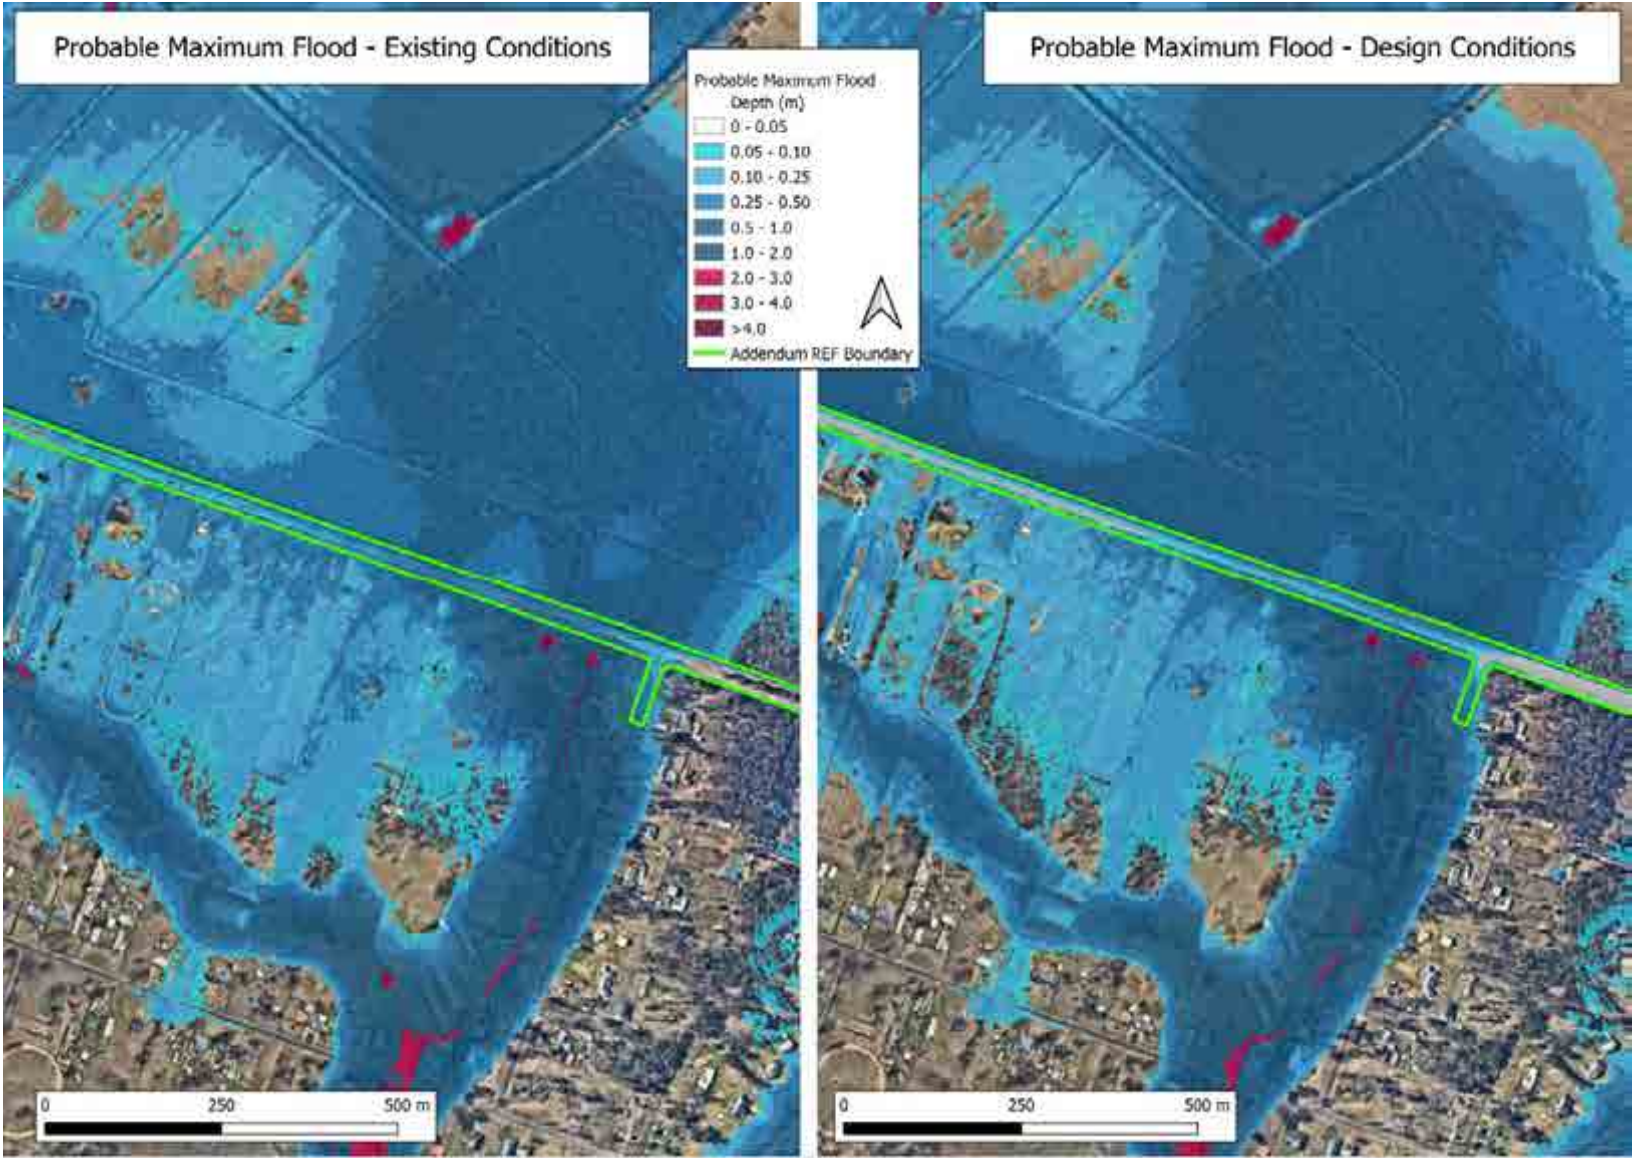 Probable Maximum Flood - Existing Conditions
Probable Maximum Flood - Design Conditions
Probable Maximum Flood
Depth (m)
0 - 0.05
0.05 - 0.10
0.10 - 0.25
0.25 - 0.50
0.5 - 1.0
1.0 - 2.0
2.0 - 3.0
3.0 - 4.0
>4.0
Addendum REF Boundary
0 250 500 m
0 250 500 m